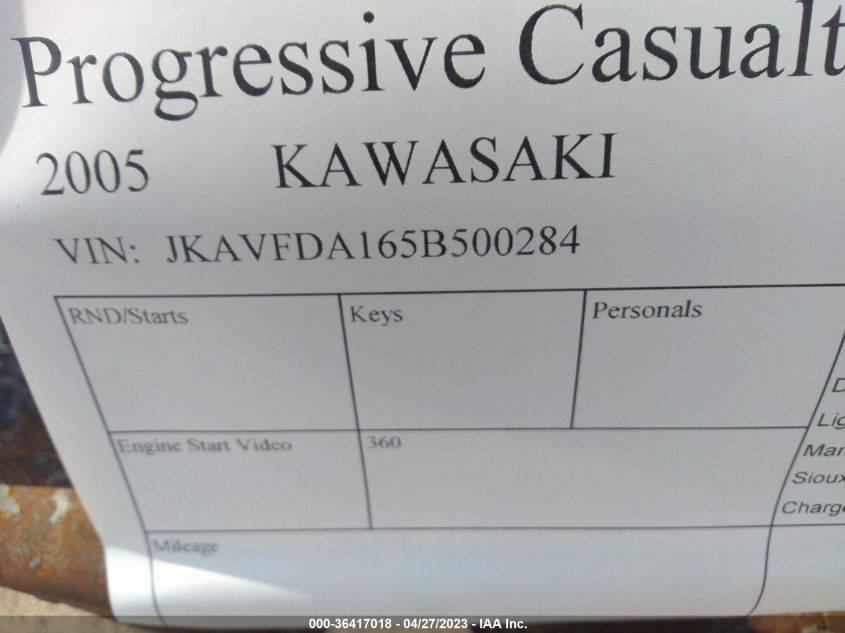 Progressive Casualt
2005 KAWASAKI
VIN: JKAVFDA165B500284
RND/Starts Keys Personals
D
Lig
Engine Start Video 360
Mar
Sioux
Charge
Mileage
000-36417018 - 04/27/2023 - IAA Inc.